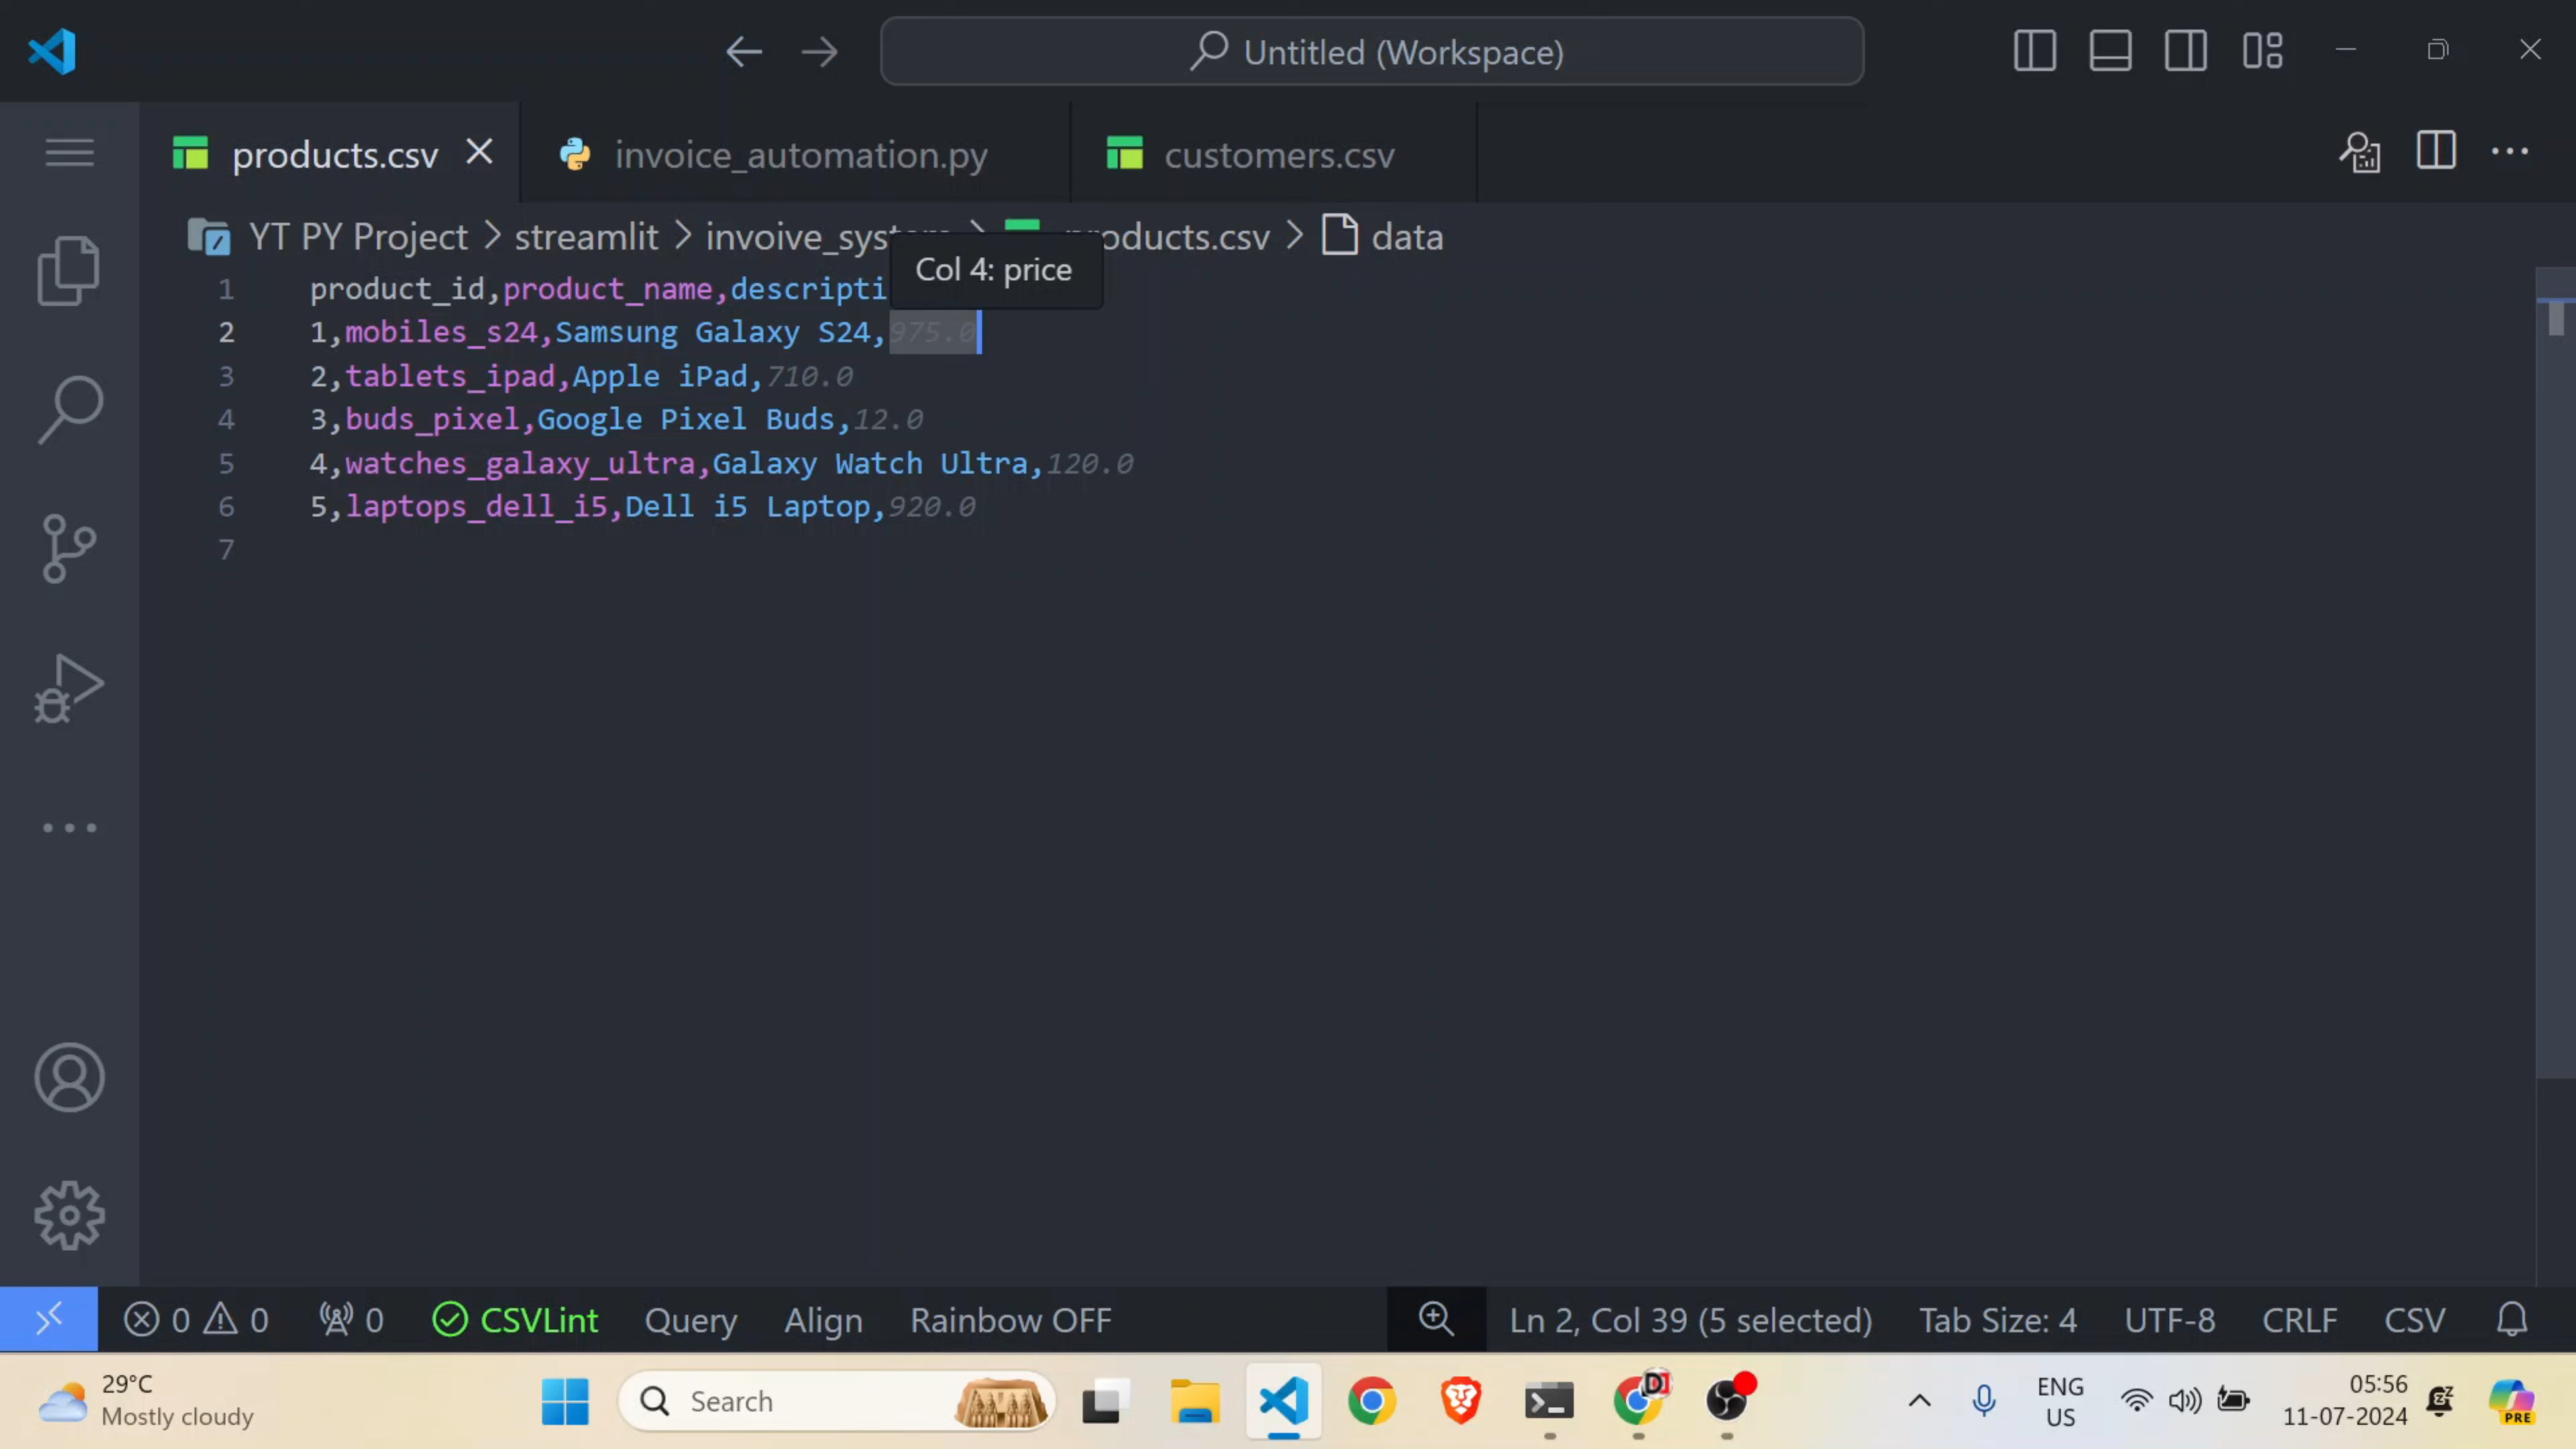 Untitled (Workspace)
products.csv
invoice_automation.py
customers.csv
YT PY Project > streamlit > invoive_system > products.csv > data
Col 4: price
1 product_id,product_name,descripti
2 1,mobiles_s24,Samsung Galaxy S24,975.0
3 2,tablets_ipad,Apple iPad,710.0
4 3,buds_pixel,Google Pixel Buds,12.0
5 4,watches_galaxy_ultra,Galaxy Watch Ultra,120.0
6 5,laptops_dell_i5,Dell i5 Laptop,920.0
7
0 0 0 CSVLint Query Align Rainbow OFF Ln 2, Col 39 (5 selected) Tab Size: 4 UTF-8 CRLF CSV
29°C
Mostly cloudy
Search
ENG
US
05:56
11-07-2024
PRE